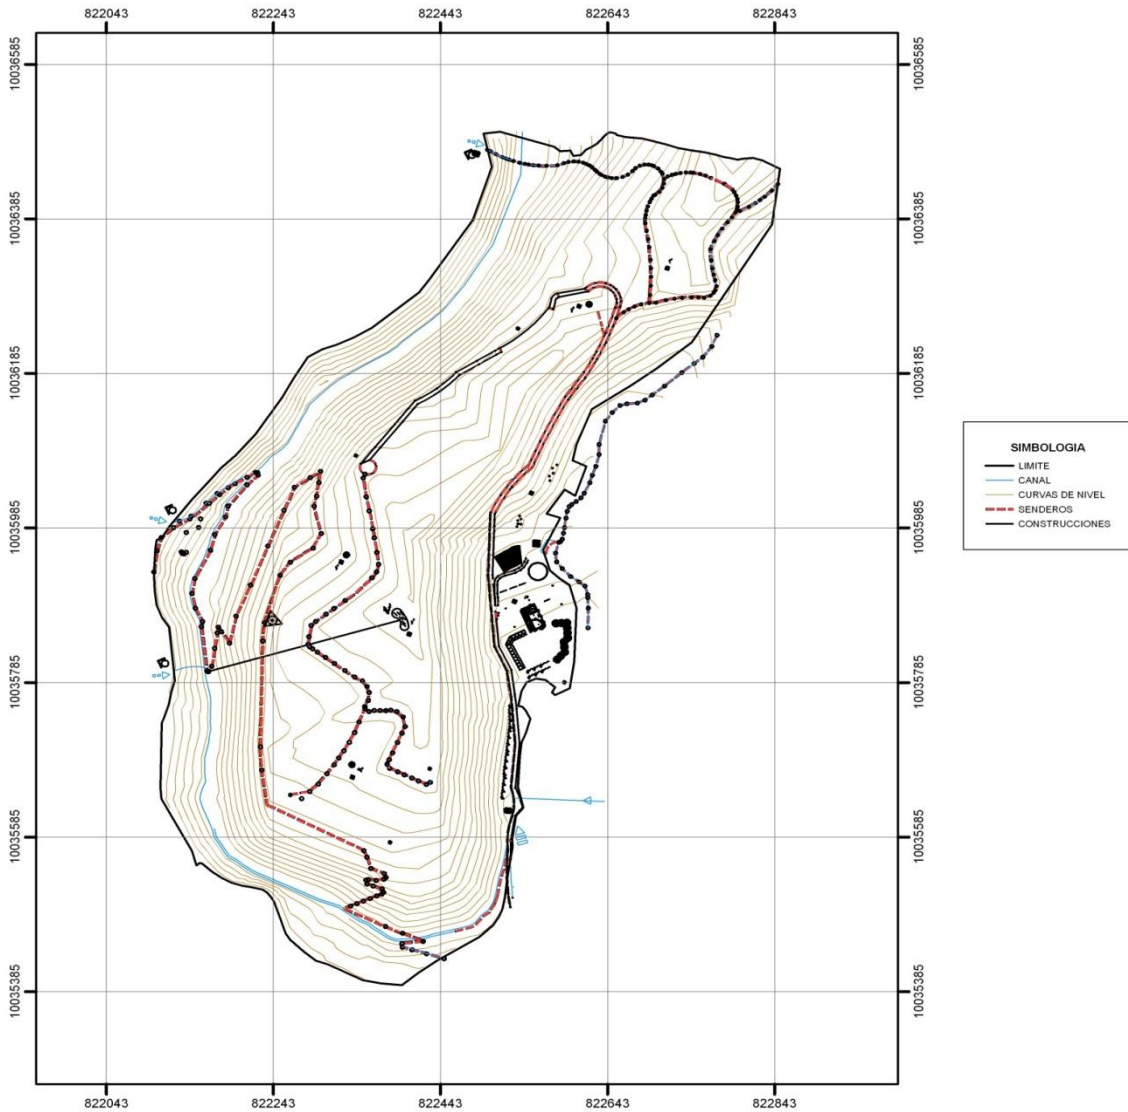 822043 822243 822443 822643 822843
10036585 10036585
10036385 10036385
10036185 10036185
10035985 10035985
10035785 10035785
10035585 10035585
10035385 10035385
822043 822243 822443 822643 822843
SIMBOLOGIA
LIMITE
CANAL
CURVAS DE NIVEL
SENDEROS
CONSTRUCCIONES